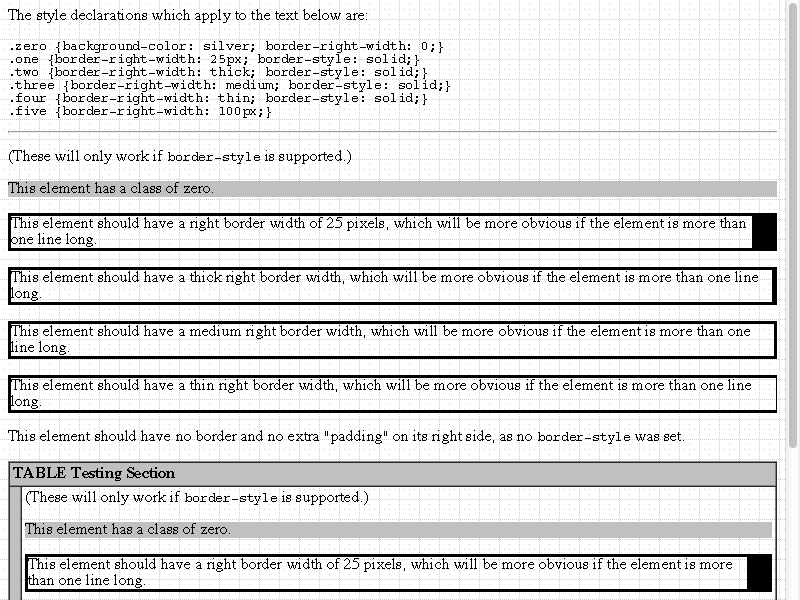 The style declarations which apply to the text below are:
.zero {background-color: silver; border-right-width: 0;}
.one {border-right-width: 25px; border-style: solid;}
.two {border-right-width: thick; border-style: solid;}
.three {border-right-width: medium; border-style: solid;}
.four {border-right-width: thin; border-style: solid;}
.five {border-right-width: 100px;}
(These will only work if border-style is supported.)
This element has a class of zero.
This element should have a right border width of 25 pixels, which will be more obvious if the element is more than
one line long.
This element should have a thick right border width, which will be more obvious if the element is more than one line
long.
This element should have a medium right border width, which will be more obvious if the element is more than one
line long.
This element should have a thin right border width, which will be more obvious if the element is more than one line
long.
This element should have no border and no extra "padding" on its right side, as no border-style was set.
TABLE Testing Section
(These will only work if border-style is supported.)
This element has a class of zero.
This element should have a right border width of 25 pixels, which will be more obvious if the element is more
than one line long.